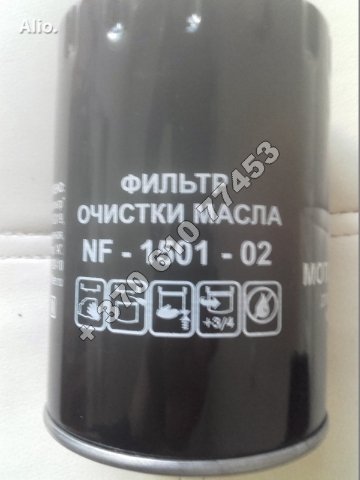 Alio.
ФИЛЬТР
ОЧИСТКИ МАСЛА
NF - 1501 - 02
+ 370 610 77453
+3/4